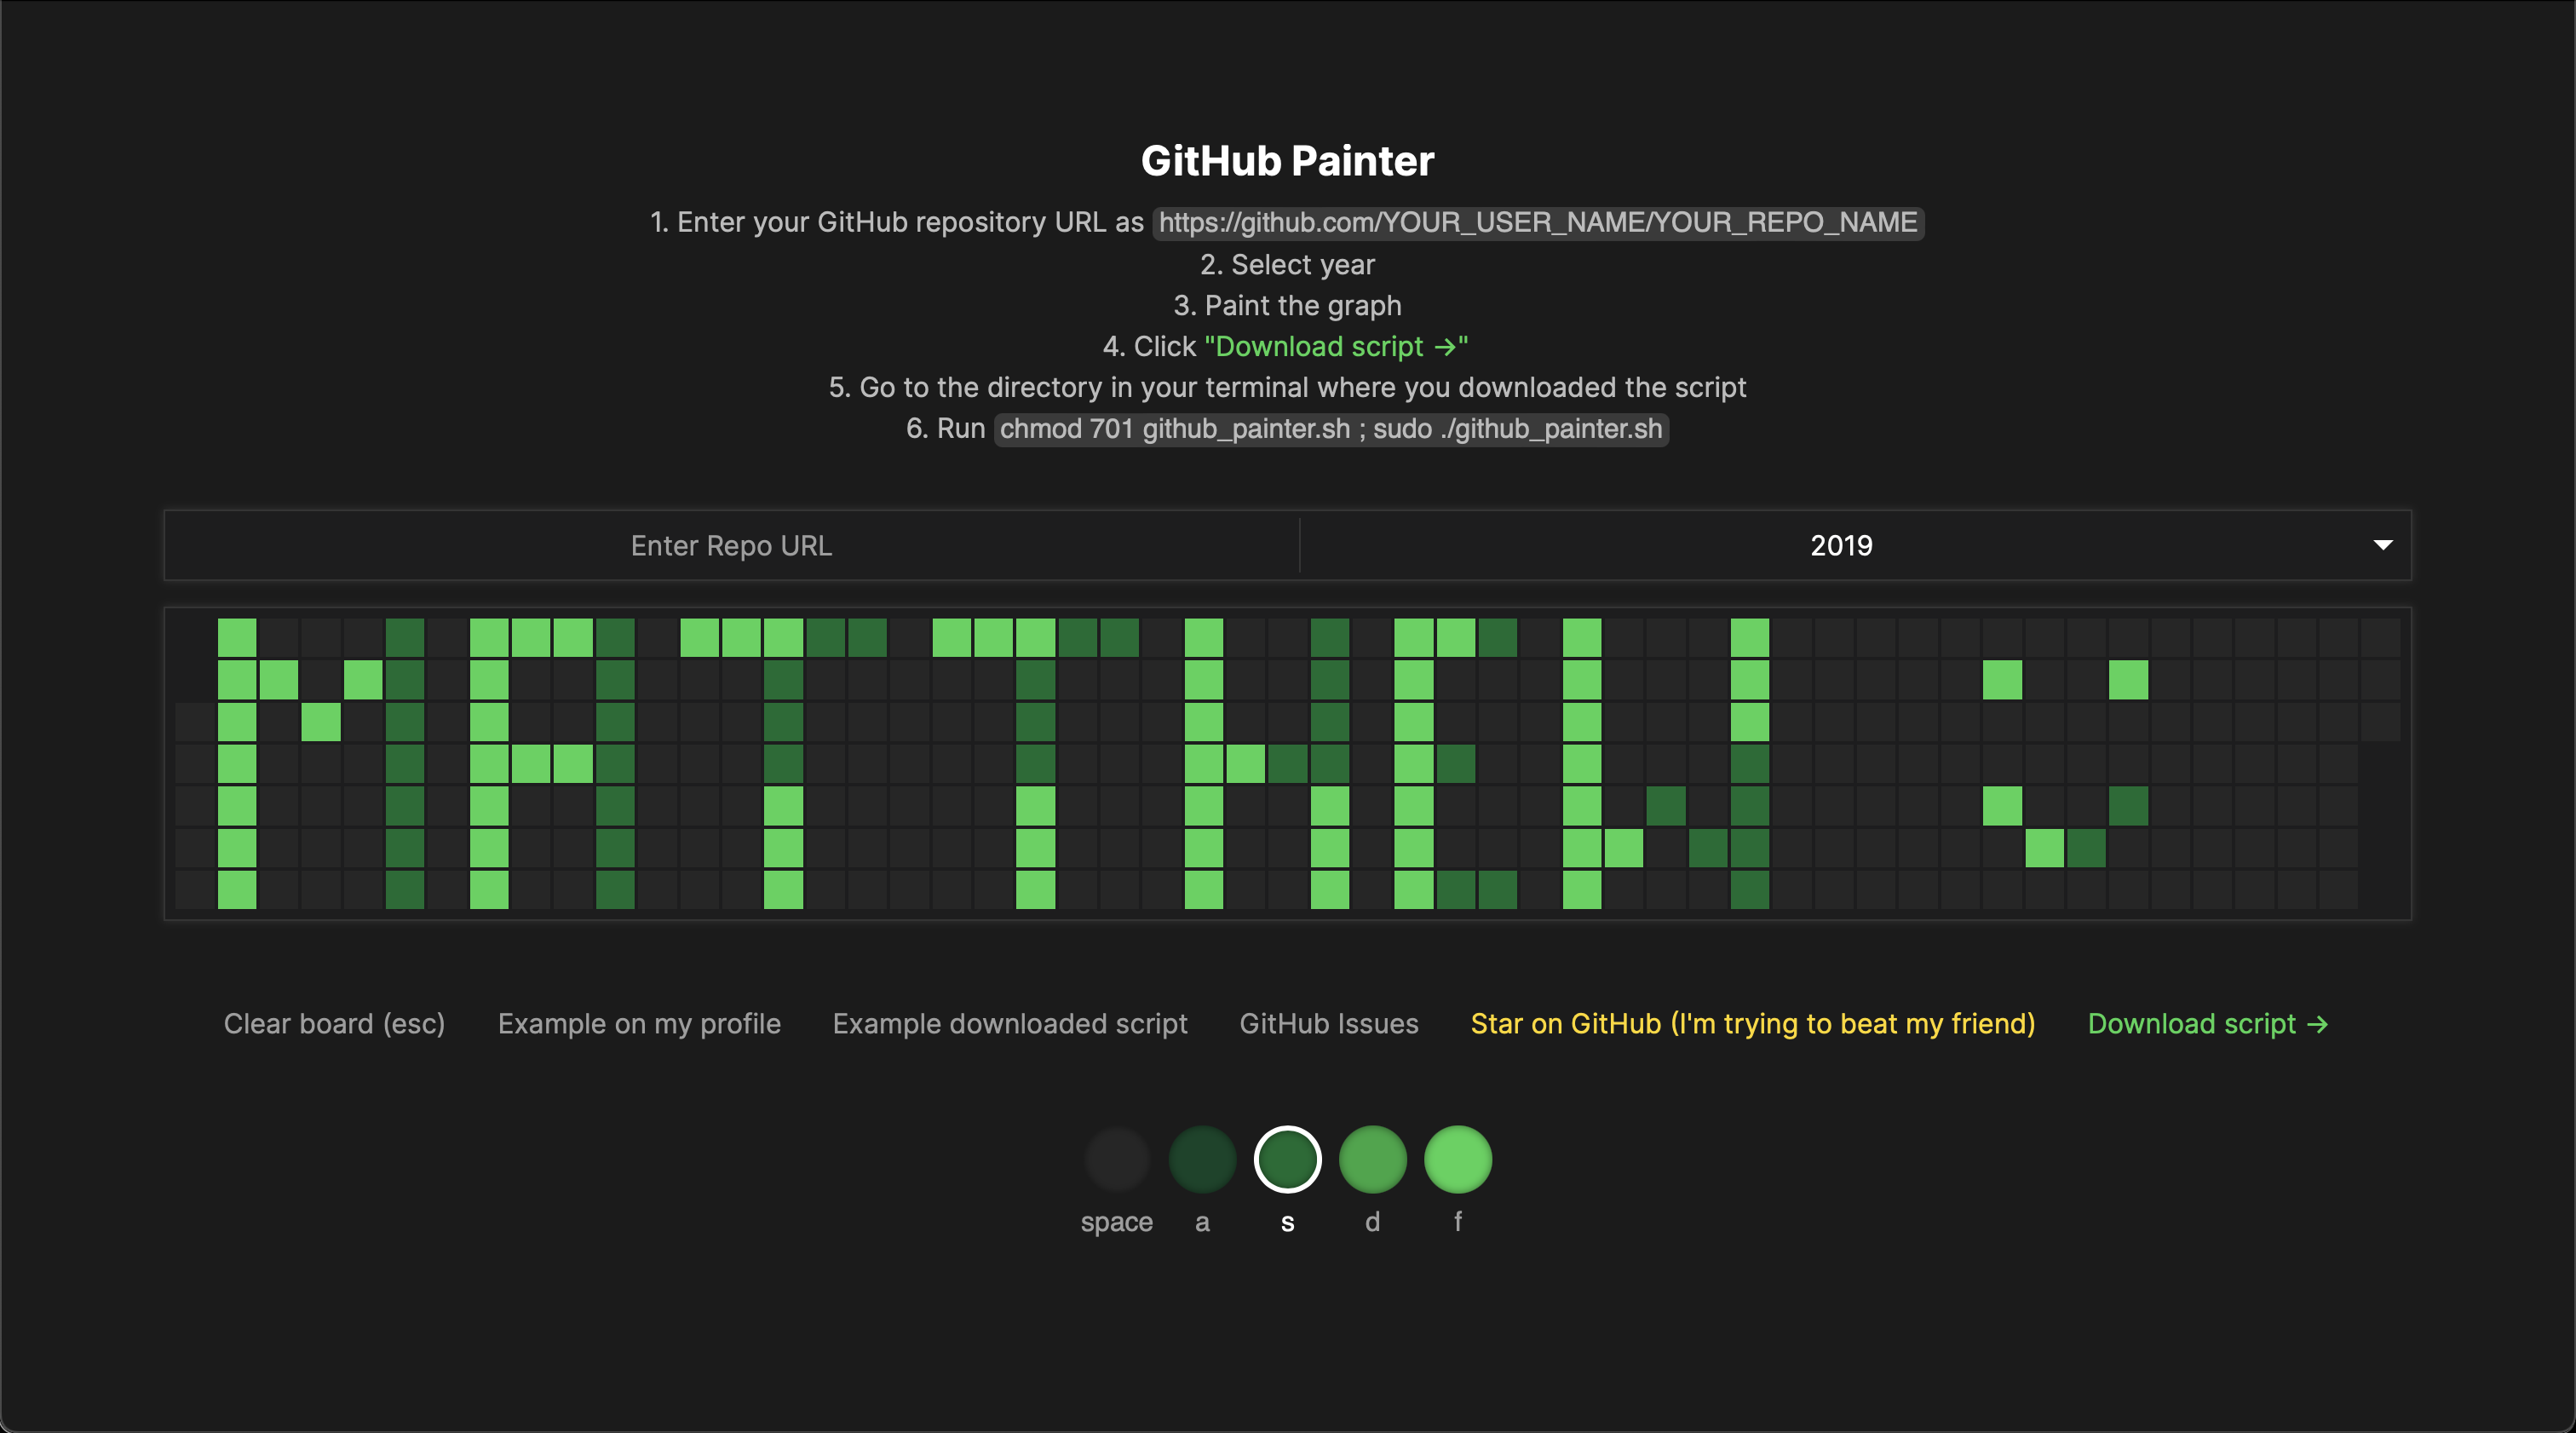 GitHub Painter
1. Enter your GitHub repository URL as https://github.com/YOUR_USER_NAME/YOUR_REPO_NAME
2. Select year
3. Paint the graph
4. Click "Download script →"
5. Go to the directory in your terminal where you downloaded the script
6. Run chmod 701 github_painter.sh ; sudo ./github_painter.sh
Enter Repo URL 2019
MATTHEW
Clear board (esc) Example on my profile Example downloaded script GitHub Issues Star on GitHub (I'm trying to beat my friend) Download script →
space a s d f